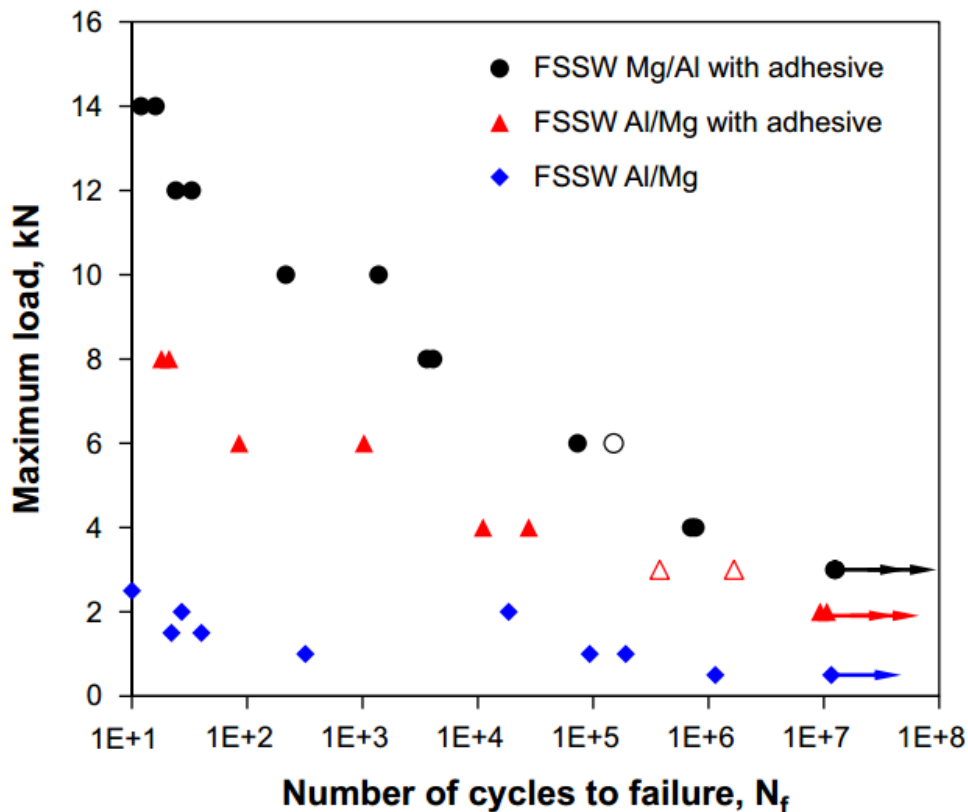 16
14
12
10
8
6
4
2
0
Maximum load, kN
FSSW Mg/Al with adhesive
FSSW Al/Mg with adhesive
FSSW Al/Mg
1E+1 1E+2 1E+3 1E+4 1E+5 1E+6 1E+7 1E+8
Number of cycles to failure, N_f